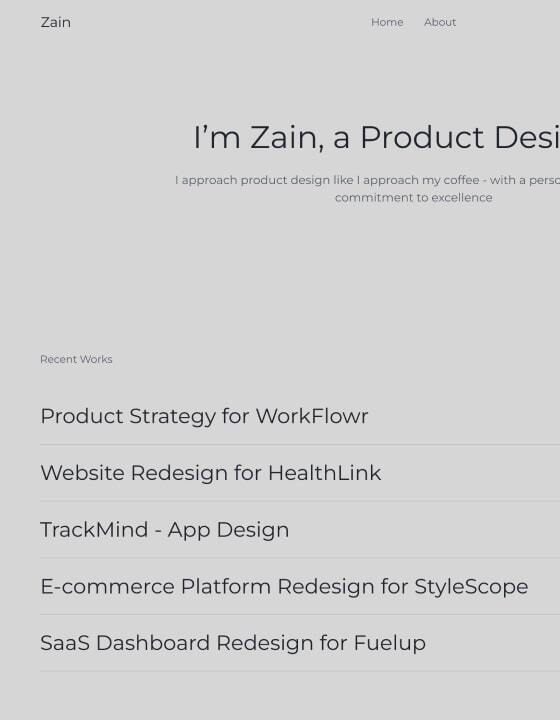 Zain
Home About
I’m Zain, a Product Desi
I approach product design like I approach my coffee - with a perso
commitment to excellence
Recent Works
Product Strategy for WorkFlowr
Website Redesign for HealthLink
TrackMind - App Design
E-commerce Platform Redesign for StyleScope
SaaS Dashboard Redesign for Fuelup